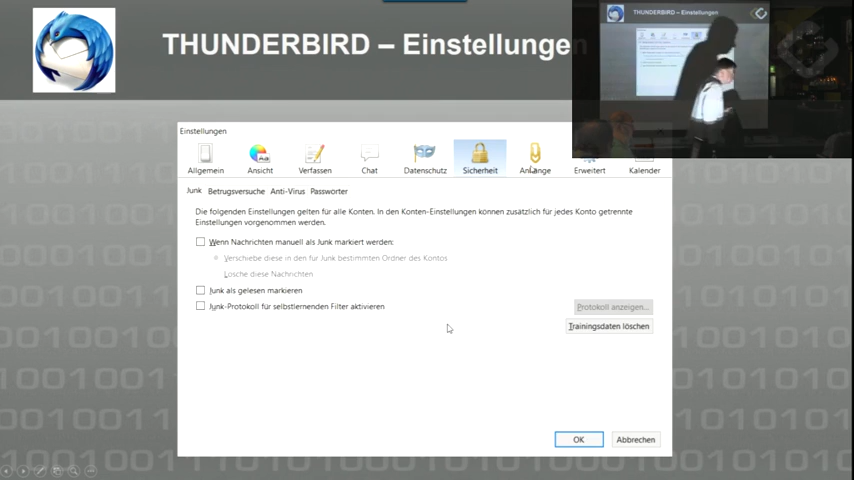 THUNDERBIRD – Einstellungen
THUNDERBIRD – Einstellungen
Einstellungen
Allgemein Ansicht Verfassen Chat Datenschutz Sicherheit Anhänge Erweitert Kalender
Junk Betrugsversuche Anti-Virus Passwörter
Die folgenden Einstellungen gelten für alle Konten. In den Konten-Einstellungen können zusätzlich für jedes Konto getrennte
Einstellungen vorgenommen werden.
Wenn Nachrichten manuell als Junk markiert werden:
Verschiebe diese in den für Junk bestimmten Ordner des Kontos
Lösche diese Nachrichten
Junk als gelesen markieren
Junk-Protokoll für selbstlernenden Filter aktivieren
Protokoll anzeigen...
Trainingsdaten löschen
OK Abbrechen